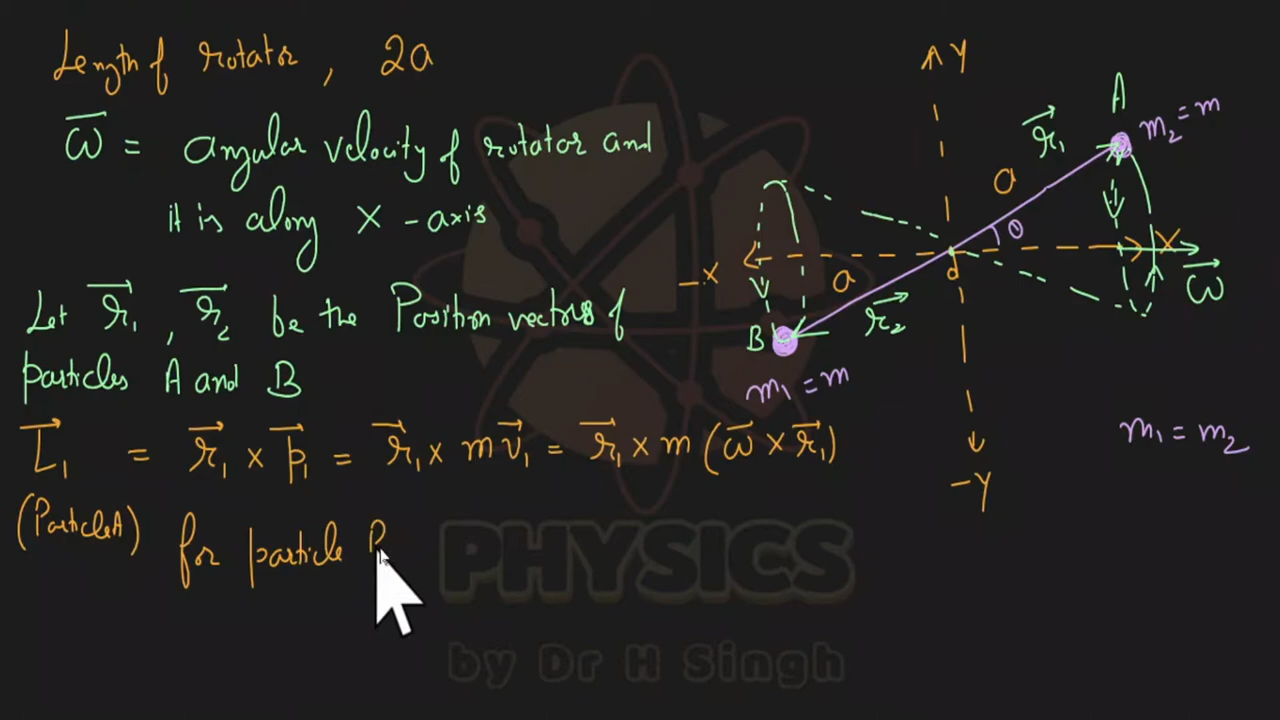 Length of rotator, 2a
ω⃗ = angular velocity of rotator and
it is along X - axis
Let r⃗₁, r⃗₂ be the Position vectors of
particles A and B
L⃗₁ = r⃗₁ × p⃗₁ = r⃗₁ × m v⃗₁ = r⃗₁ × m (ω⃗ × r⃗₁)
(Particle A) for particle B
Y
A
m₂ = m
r⃗₁
a
θ
X
ω⃗
-X
a
d
r⃗₂
B
m₁ = m
m₁ = m₂
-Y
PHYSICS
by Dr H Singh